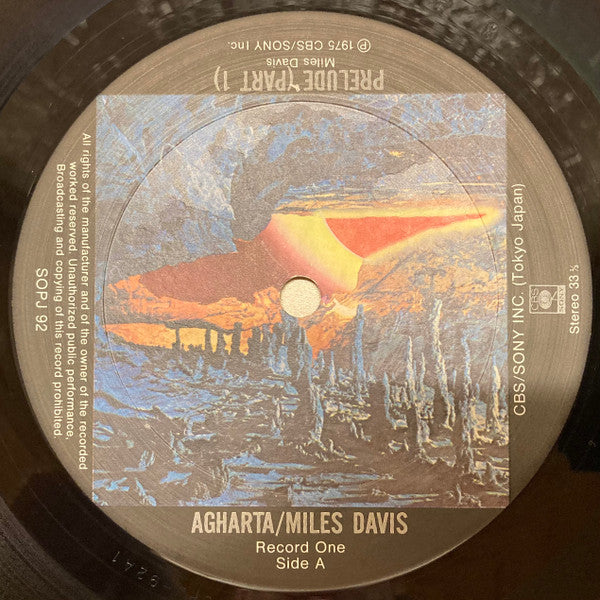 PRELUDE (PART 1)
Miles Davis
℗ 1975 CBS/SONY Inc.
All rights of the manufacturer and of the owner of the recorded
worked reserved. Unauthorized public performance,
Broadcasting and copying of this record prohibited.
SOPJ 92
CBS
SONY
CBS/SONY INC. (Tokyo Japan)
Stereo 33⅓
AGHARTA/MILES DAVIS
Record One
Side A